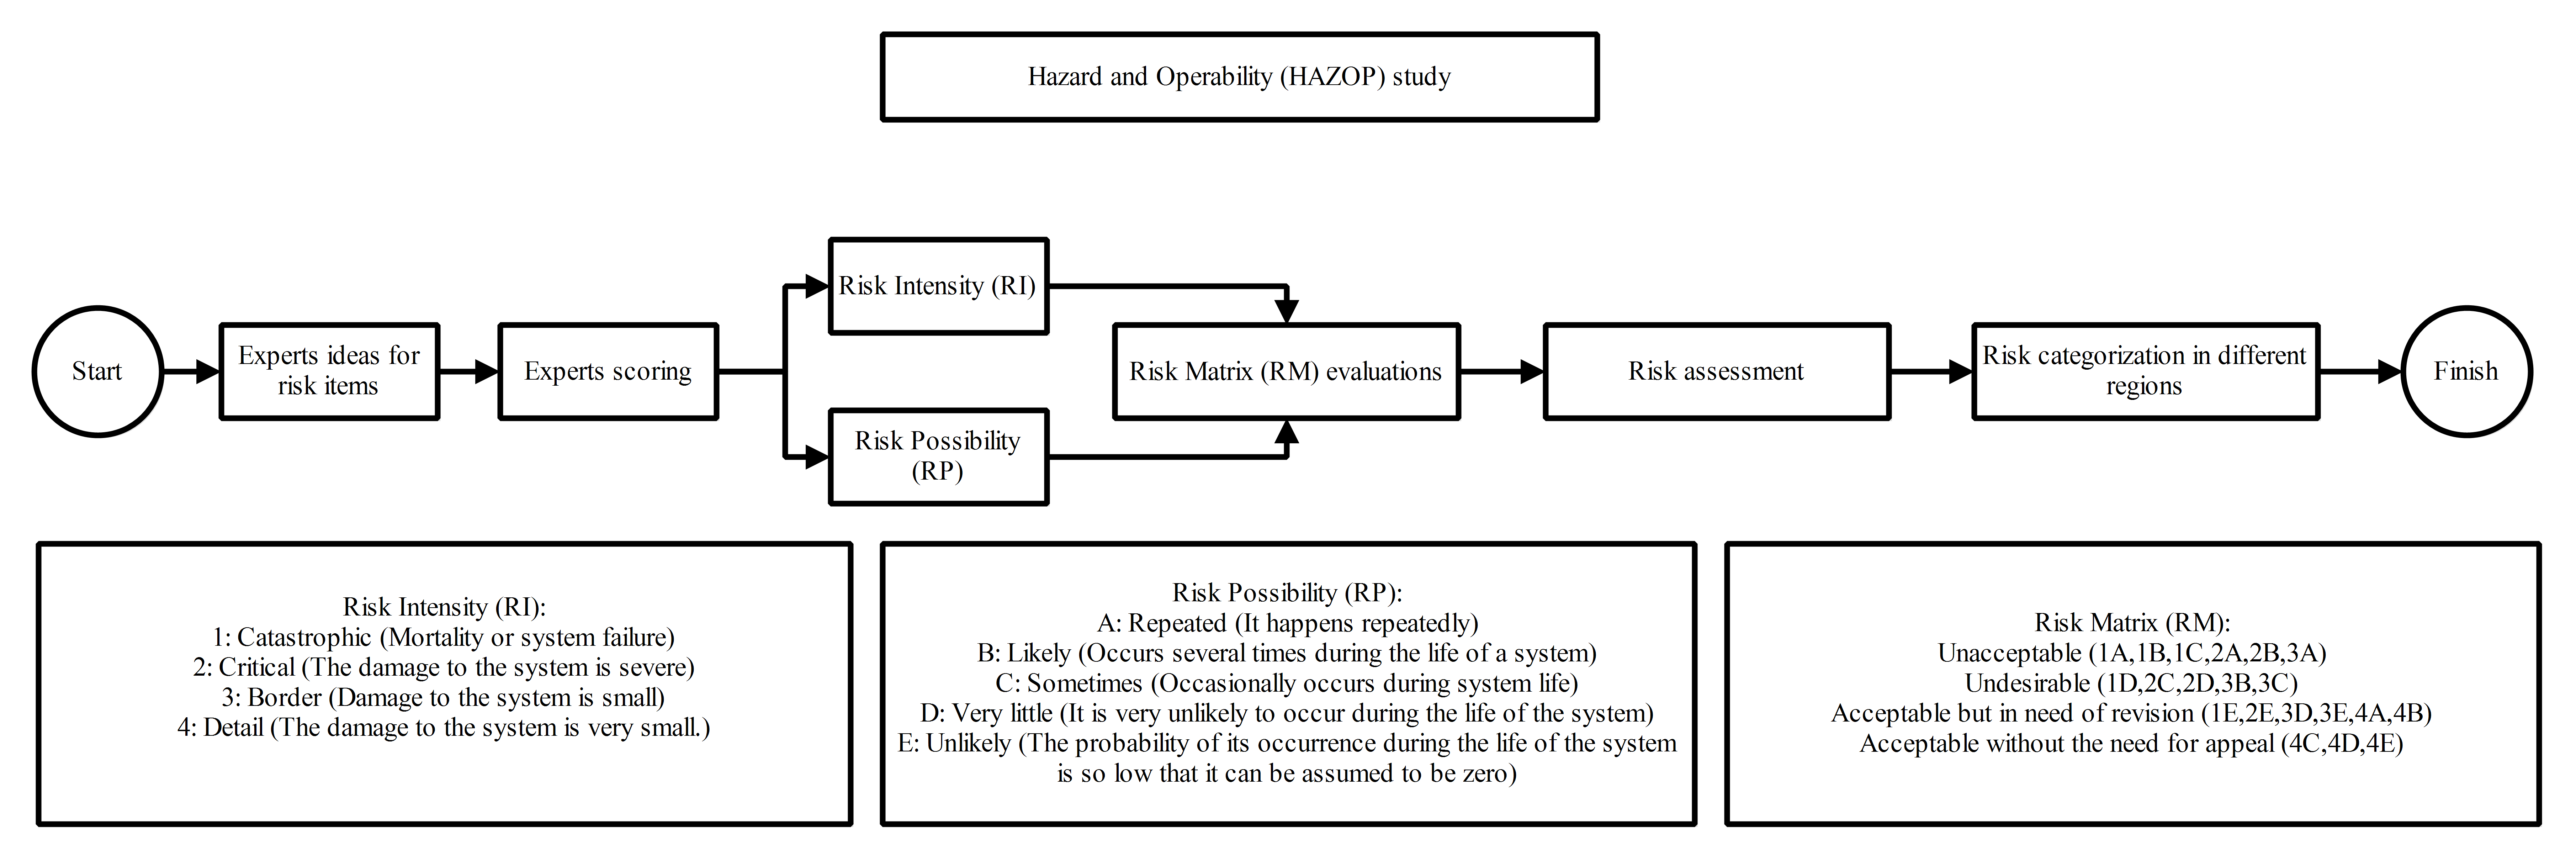 Hazard and Operability (HAZOP) study
Start
Experts ideas for
risk items
Experts scoring
Risk Intensity (RI)
Risk Possibility
(RP)
Risk Matrix (RM) evaluations
Risk assessment
Risk categorization in different
regions
Finish
Risk Intensity (RI):
1: Catastrophic (Mortality or system failure)
2: Critical (The damage to the system is severe)
3: Border (Damage to the system is small)
4: Detail (The damage to the system is very small.)
Risk Possibility (RP):
A: Repeated (It happens repeatedly)
B: Likely (Occurs several times during the life of a system)
C: Sometimes (Occasionally occurs during system life)
D: Very little (It is very unlikely to occur during the life of the system)
E: Unlikely (The probability of its occurrence during the life of the system
is so low that it can be assumed to be zero)
Risk Matrix (RM):
Unacceptable (1A,1B,1C,2A,2B,3A)
Undesirable (1D,2C,2D,3B,3C)
Acceptable but in need of revision (1E,2E,3D,3E,4A,4B)
Acceptable without the need for appeal (4C,4D,4E)